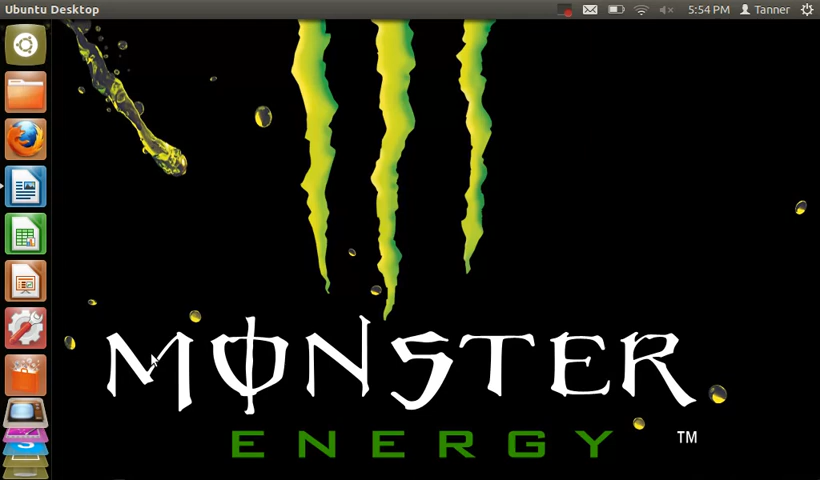 Ubuntu Desktop
5:54 PM Tanner
MONSTER
ENERGY
TM